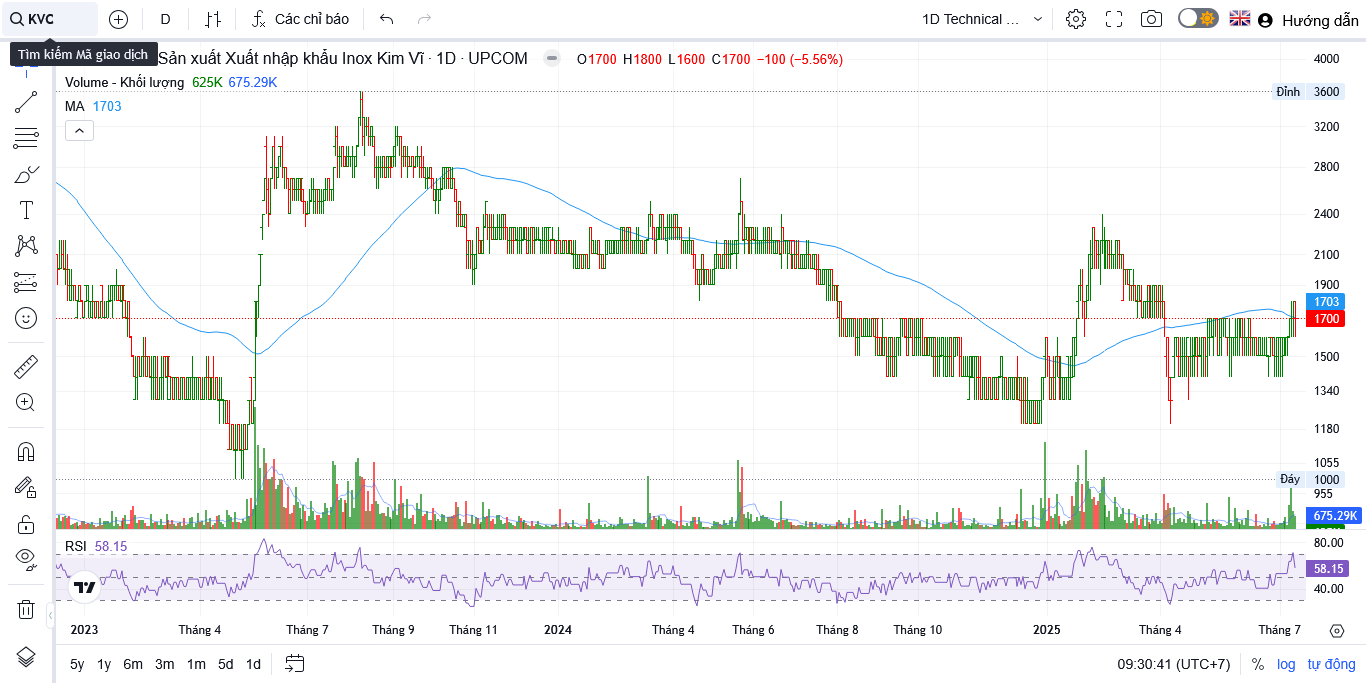 KVC
D
Các chỉ báo
1D Technical ...
Hướng dẫn
Tìm kiếm Mã giao dịch
Sản xuất Xuất nhập khẩu Inox Kim Vĩ · 1D · UPCOM
O1700 H1800 L1600 C1700 −100 (−5.56%)
Volume - Khối lượng 625K 675.29K
MA 1703
4000
Đỉnh 3600
3200
2800
2400
2100
1900
1703
1700
1500
1340
1180
1055
Đáy 1000
955
675.29K
RSI 58.15
80.00
58.15
40.00
2023 Tháng 4 Tháng 7 Tháng 9 Tháng 11 2024 Tháng 4 Tháng 6 Tháng 8 Tháng 10 2025 Tháng 4 Tháng 7
5y 1y 6m 3m 1m 5d 1d
09:30:41 (UTC+7) % log tự động